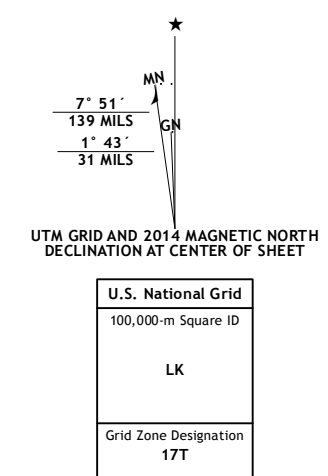 ★
MN
7° 51´
139 MILS
GN
1° 43´
31 MILS
UTM GRID AND 2014 MAGNETIC NORTH
DECLINATION AT CENTER OF SHEET
U.S. National Grid
100,000-m Square ID
LK
Grid Zone Designation
17T